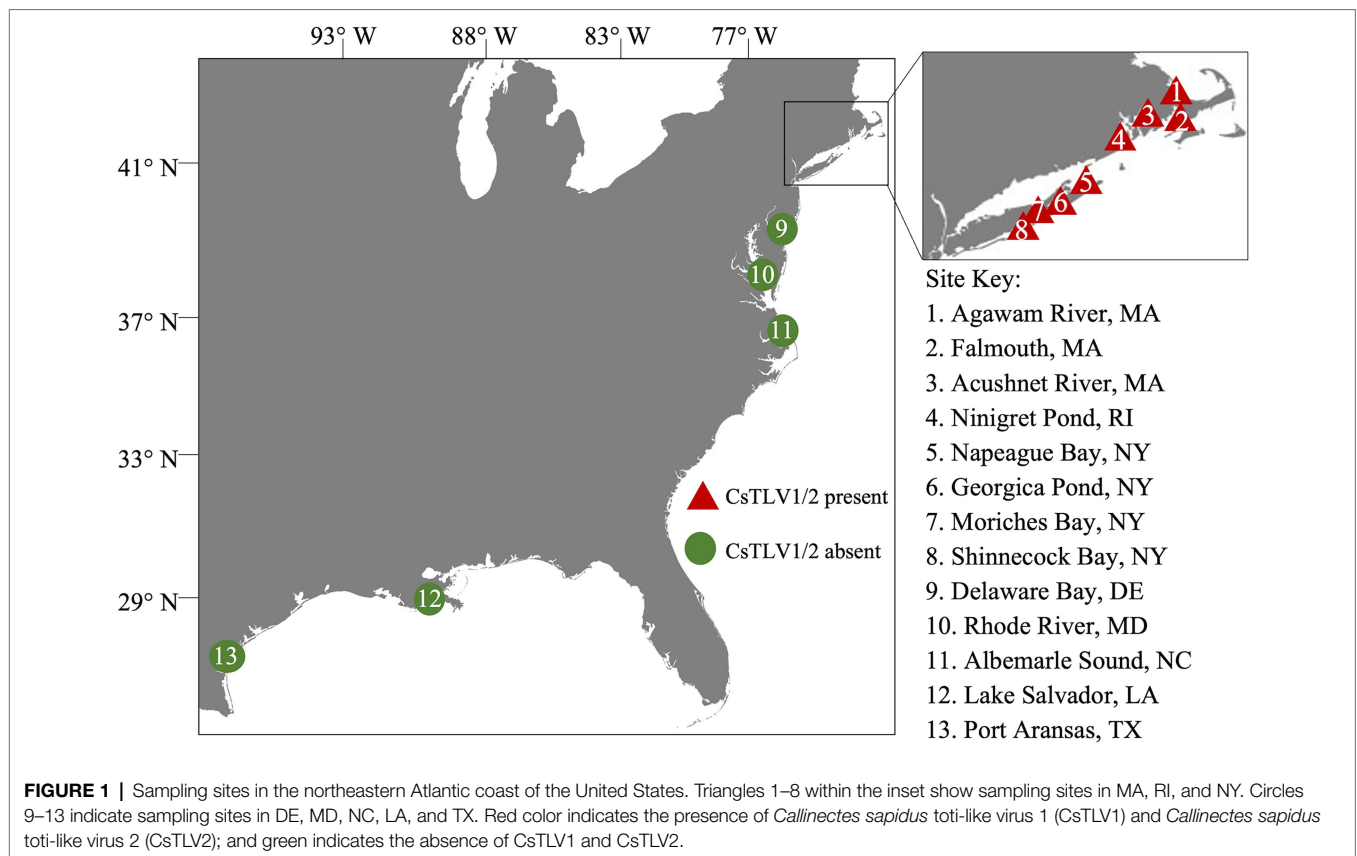 93° W 88° W 83° W 77° W
41° N
37° N
33° N
29° N
1
2
3
4
5
6
7
8
9
10
11
12
13
CsTLV1/2 present
CsTLV1/2 absent
Site Key:
1. Agawam River, MA
2. Falmouth, MA
3. Acushnet River, MA
4. Ninigret Pond, RI
5. Napeague Bay, NY
6. Georgica Pond, NY
7. Moriches Bay, NY
8. Shinnecock Bay, NY
9. Delaware Bay, DE
10. Rhode River, MD
11. Albemarle Sound, NC
12. Lake Salvador, LA
13. Port Aransas, TX
FIGURE 1 | Sampling sites in the northeastern Atlantic coast of the United States. Triangles 1–8 within the inset show sampling sites in MA, RI, and NY. Circles
9–13 indicate sampling sites in DE, MD, NC, LA, and TX. Red color indicates the presence of Callinectes sapidus toti-like virus 1 (CsTLV1) and Callinectes sapidus
toti-like virus 2 (CsTLV2); and green indicates the absence of CsTLV1 and CsTLV2.